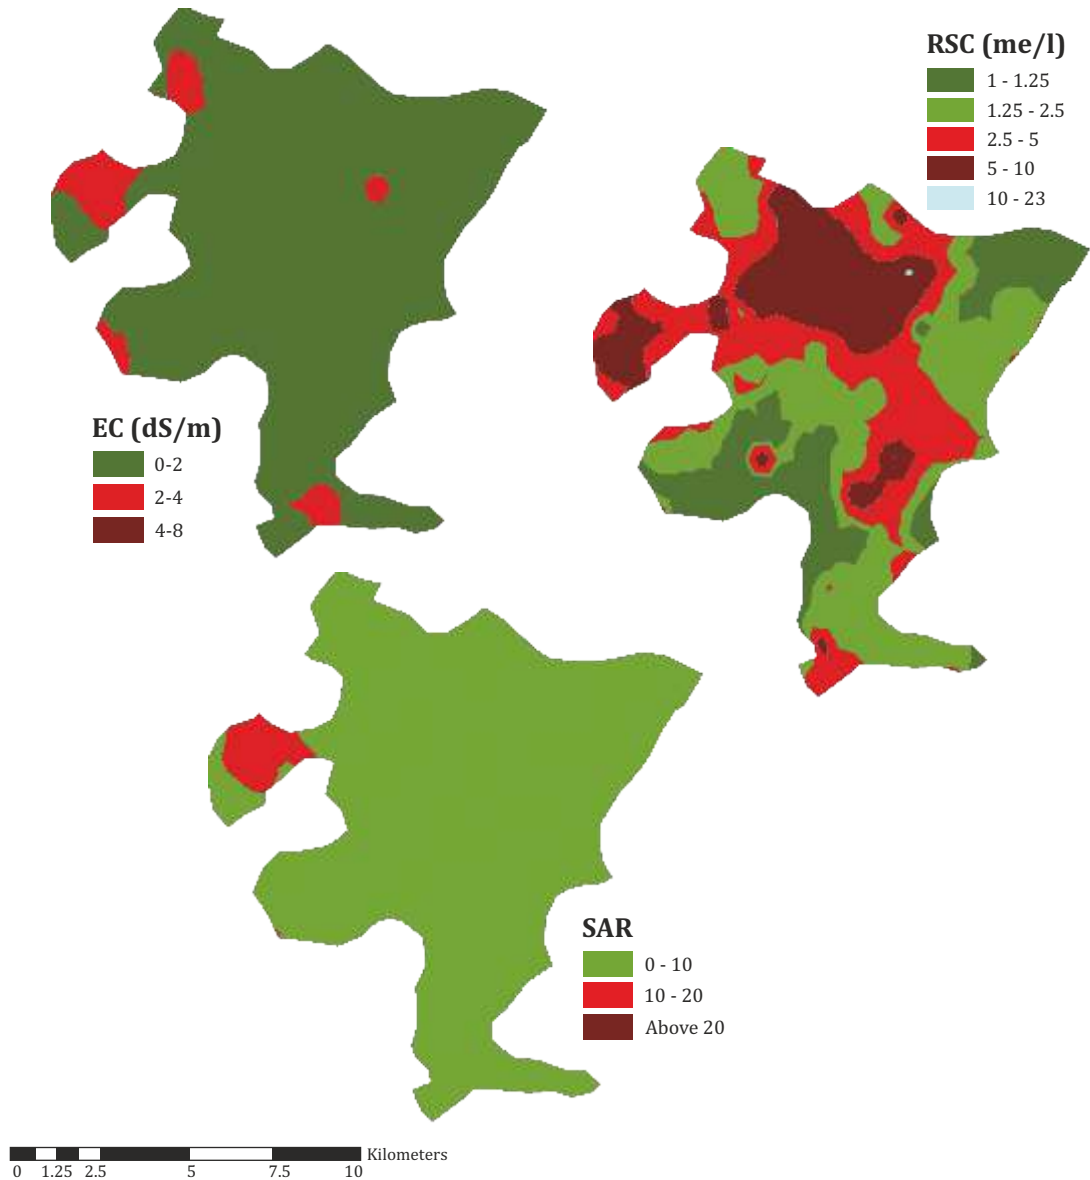 RSC (me/l)
1 - 1.25
1.25 - 2.5
2.5 - 5
5 - 10
10 - 23
EC (dS/m)
0-2
2-4
4-8
SAR
0 - 10
10 - 20
Above 20
Kilometers
0 1.25 2.5 5 7.5 10